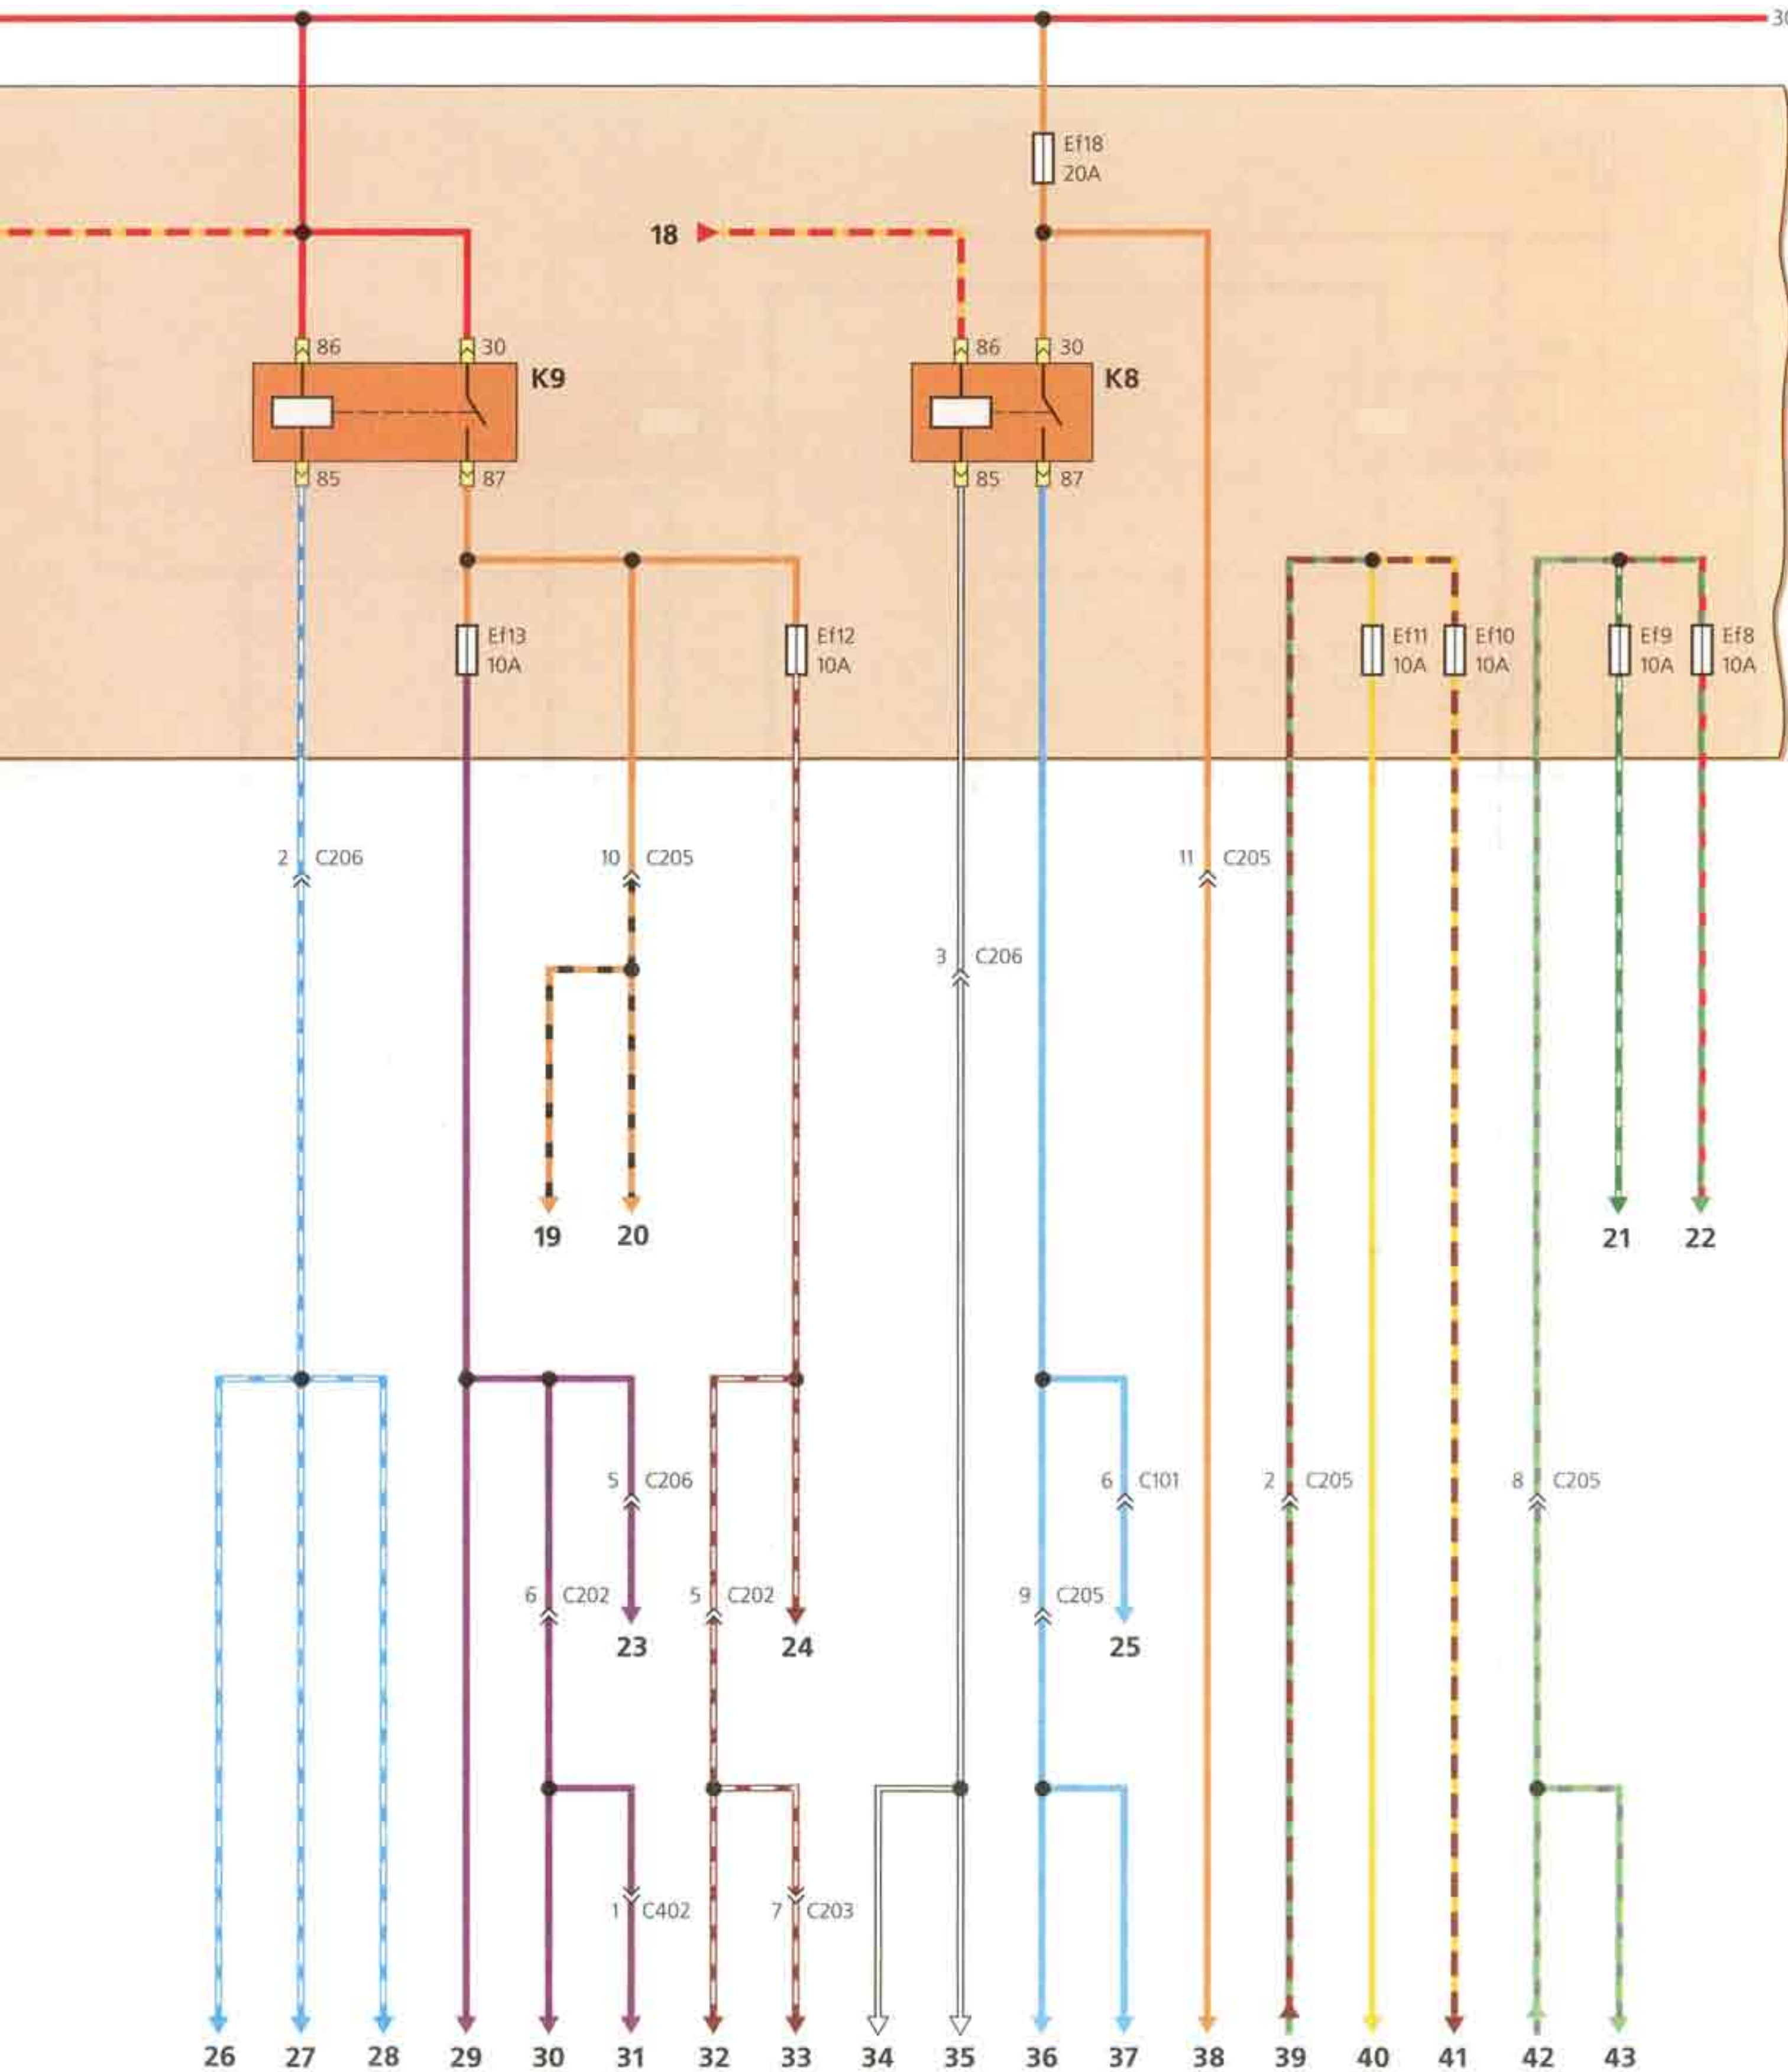 30
Ef18
20A
18
86
30
K9
86
30
K8
85
87
85
87
Ef13
10A
Ef12
10A
Ef11
10A
Ef10
10A
Ef9
10A
Ef8
10A
2 C206
10 C205
11 C205
3 C206
19
20
21
22
5 C206
6 C101
2 C205
8 C205
6 C202
5 C202
9 C205
23
24
25
1 C402
7 C203
26 27 28 29 30 31 32 33 34 35 36 37 38 39 40 41 42 43